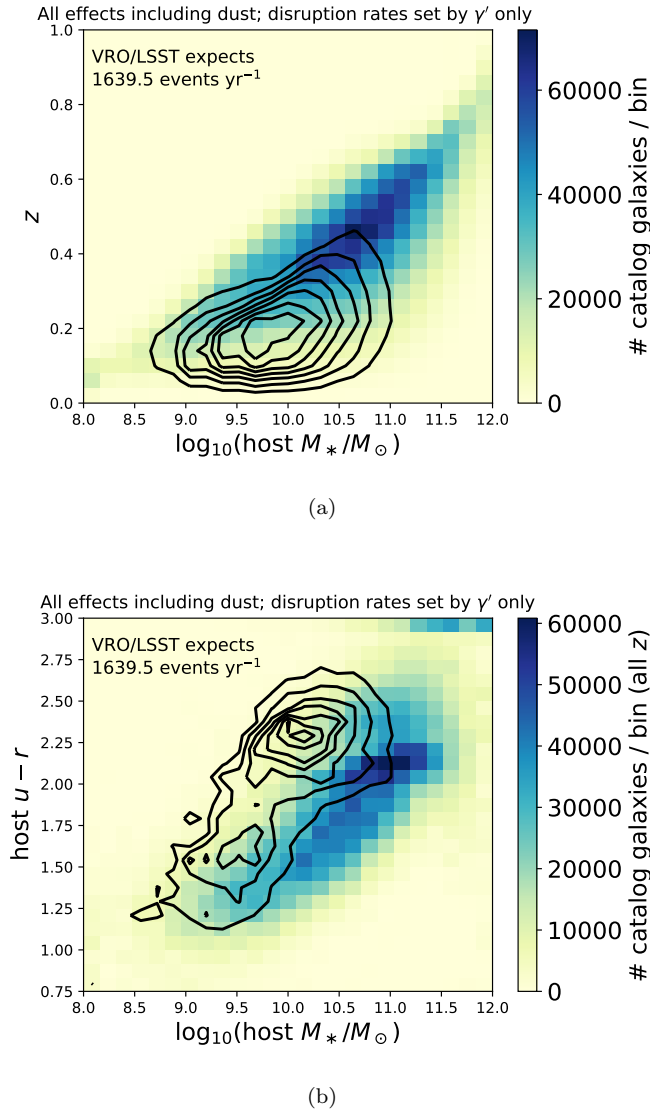 All effects including dust; disruption rates set by γ′ only
VRO/LSST expects
1639.5 events yr⁻¹
1.0
0.8
0.6
0.4
0.2
0.0
z
8.0 8.5 9.0 9.5 10.0 10.5 11.0 11.5 12.0
log₁₀(host M∗/M⊙)
60000
40000
20000
0
# catalog galaxies / bin
(a)
All effects including dust; disruption rates set by γ′ only
VRO/LSST expects
1639.5 events yr⁻¹
3.00
2.75
2.50
2.25
2.00
1.75
1.50
1.25
1.00
0.75
host u − r
8.0 8.5 9.0 9.5 10.0 10.5 11.0 11.5 12.0
log₁₀(host M∗/M⊙)
60000
50000
40000
30000
20000
10000
0
# catalog galaxies / bin (all z)
(b)